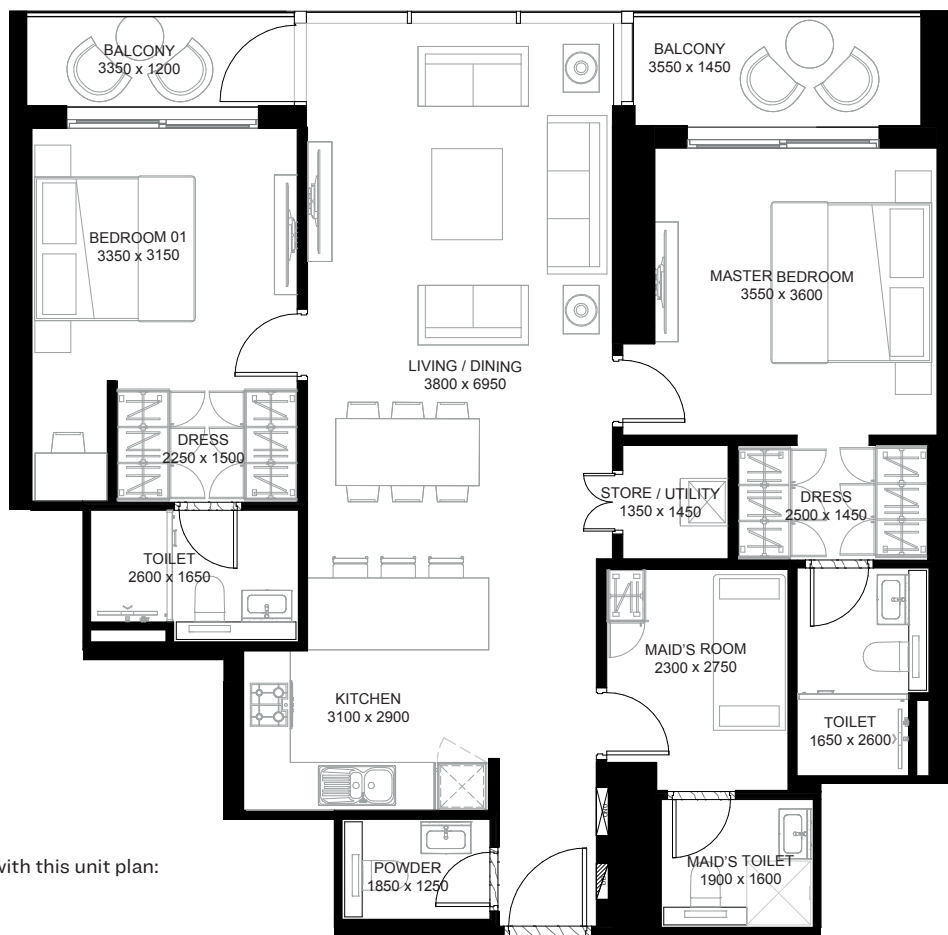 BALCONY
3350 x 1200
BALCONY
3550 x 1450
BEDROOM 01
3350 x 3150
MASTER BEDROOM
3550 x 3600
LIVING / DINING
3800 x 6950
DRESS
2250 x 1500
STORE / UTILITY
1350 x 1450
DRESS
2500 x 1450
TOILET
2600 x 1650
MAID'S ROOM
2300 x 2750
KITCHEN
3100 x 2900
TOILET
1650 x 2600
POWDER
1850 x 1250
MAID'S TOILET
1900 x 1600
with this unit plan: